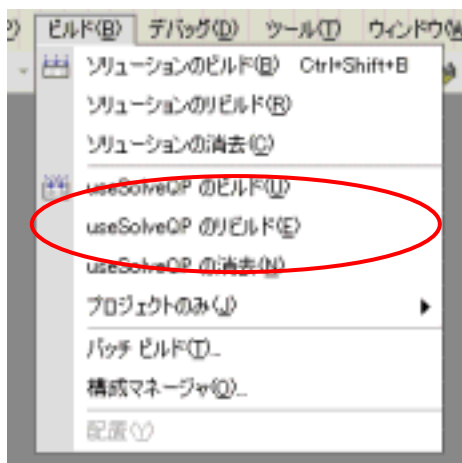 ビルド(B) デバッグ(D) ツール(T) ウィンドウ(W
ソリューションのビルド(B) Ctrl+Shift+B
ソリューションのリビルド(R)
ソリューションの消去(C)
useSolveQP のビルド(U)
useSolveQP のリビルド(E)
useSolveQP の消去(N)
プロジェクトのみ(J)
バッチ ビルド(T)...
構成マネージャ(O)...
配置(Y)